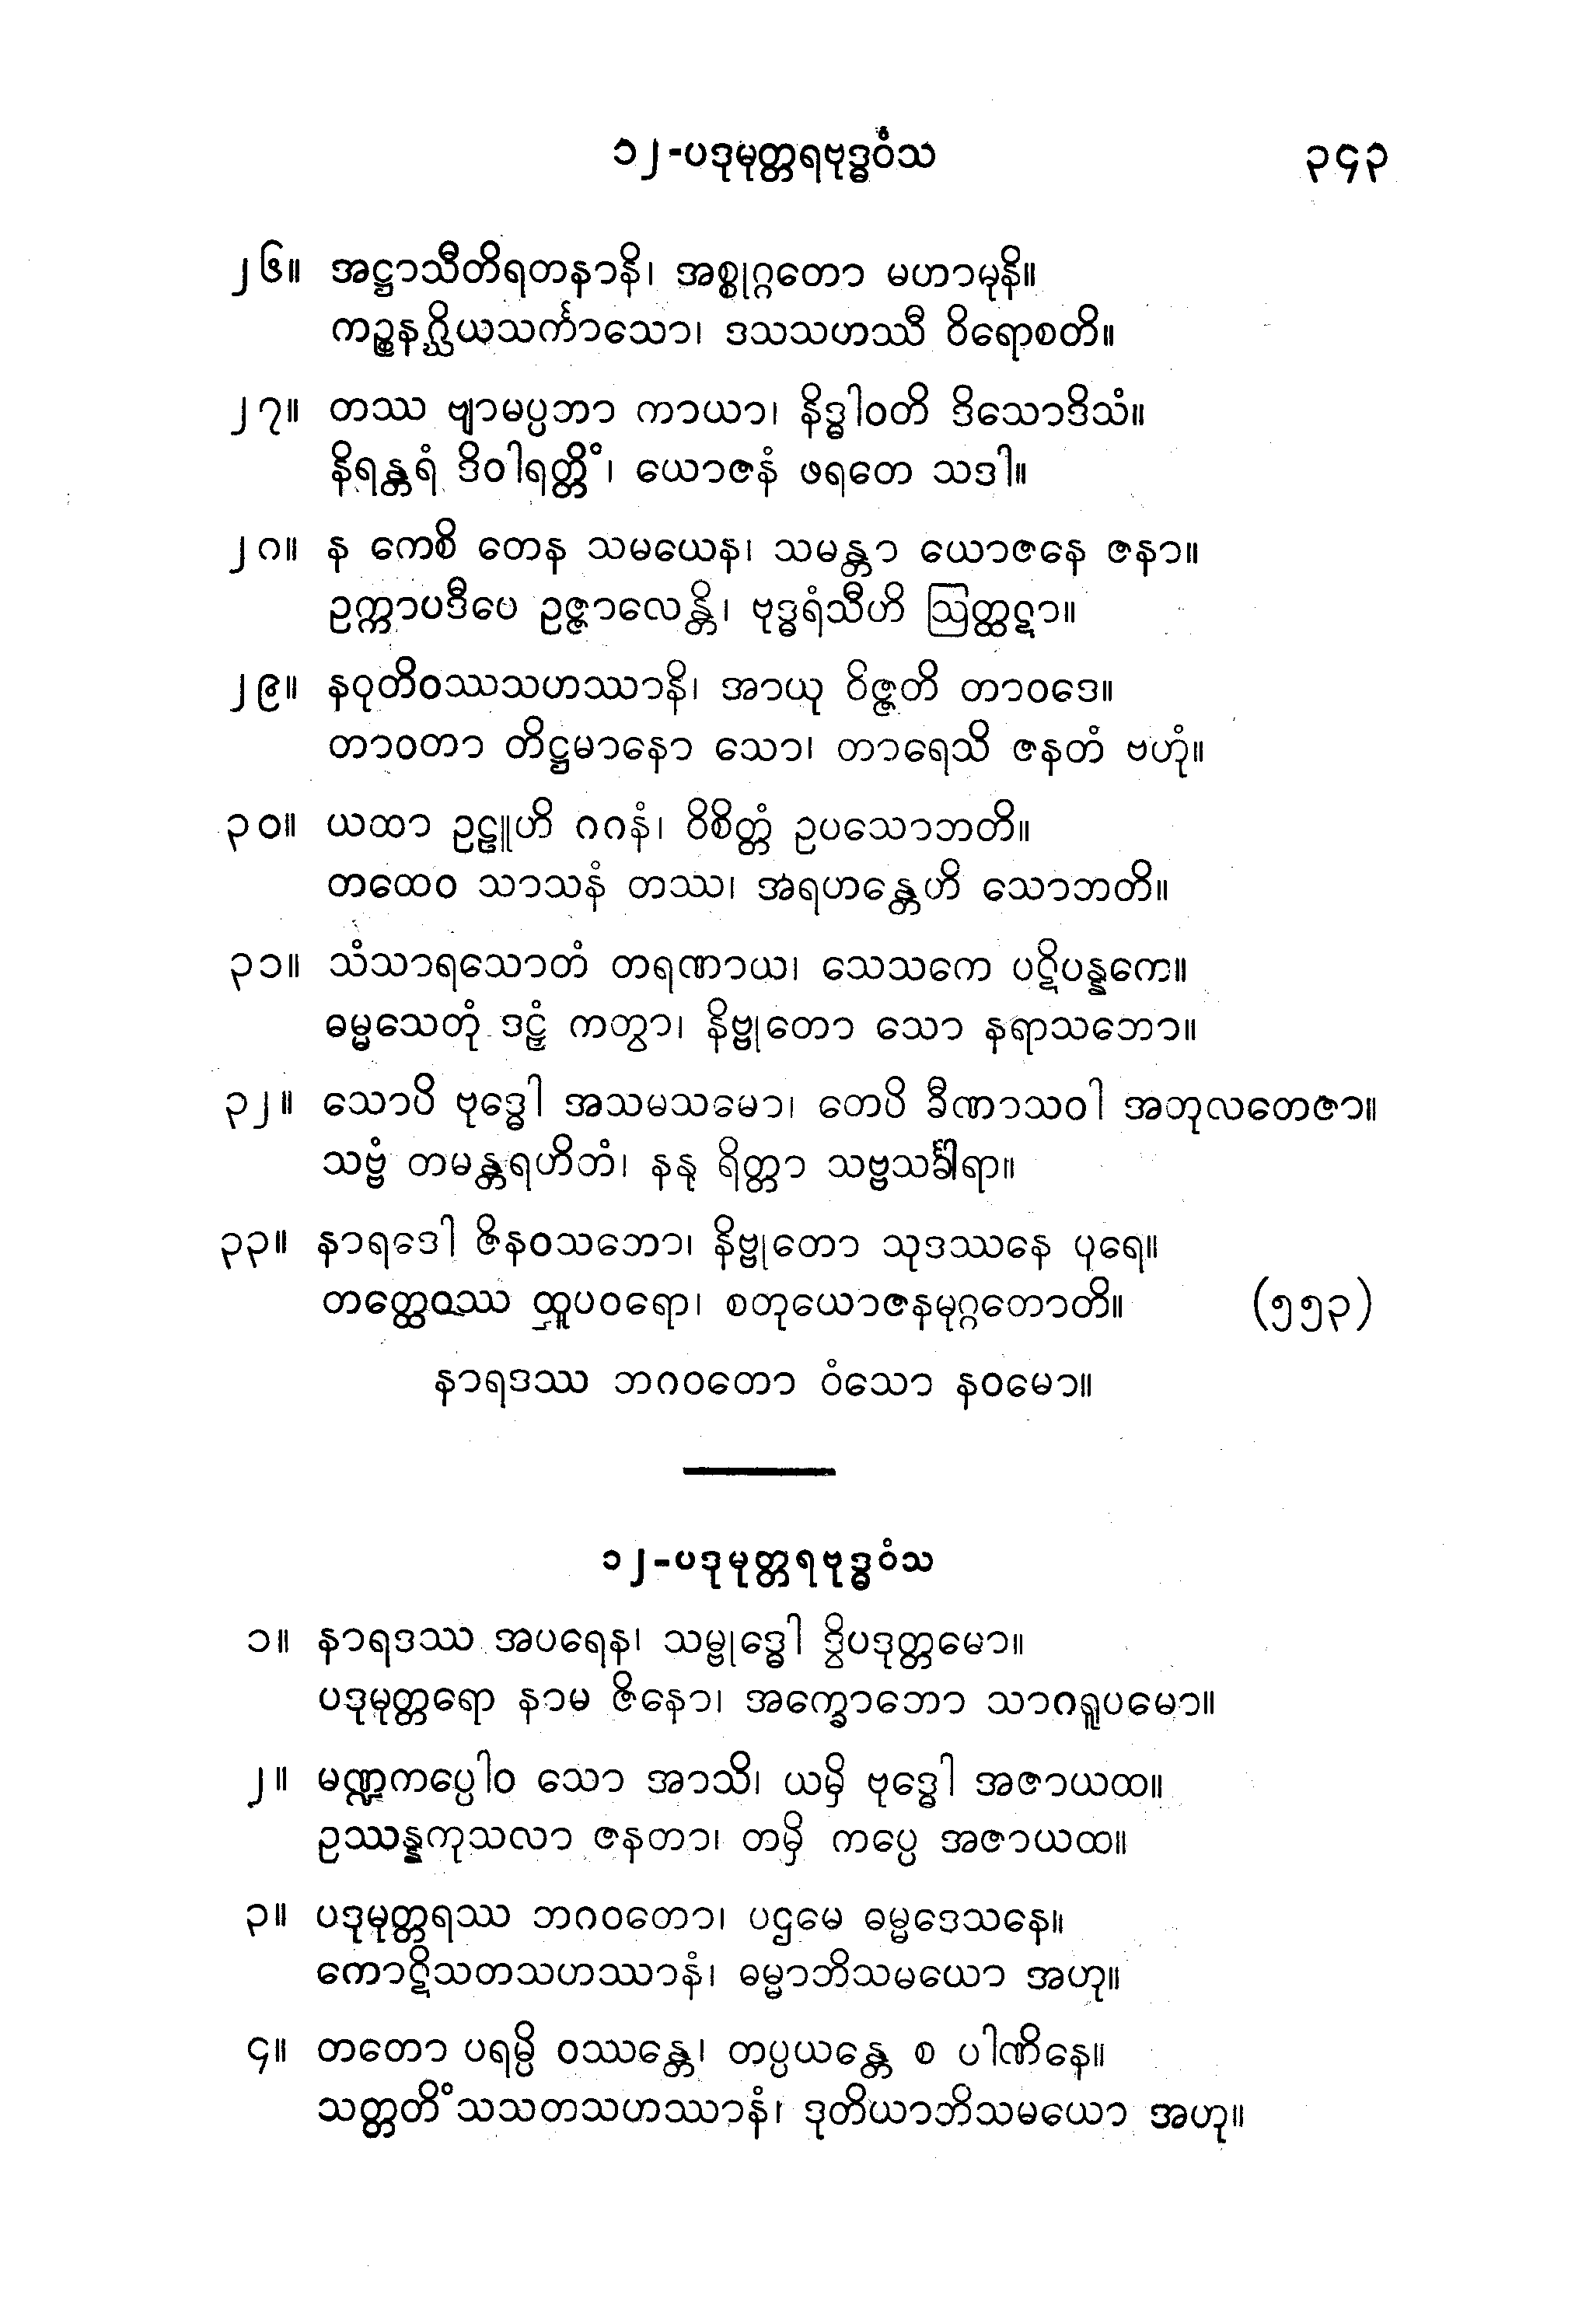 ၁၂-ပဒုမုတ္တရဗုဒ္ဓဝံသ ၃၄၃
၂၆။ အဋ္ဌာသီတိရတနာနိ၊ အစ္စုဂ္ဂတော မဟာမုနိ။
ကဉ္စနဂ္ဃိယသင်္ကာသော၊ ဒသသဟဿီ ဝိရောစတိ။
၂၇။ တဿ ဗျာမပ္ပဘာ ကာယာ၊ နိဒ္ဓါဝတိ ဒိသောဒိသံ။
နိရန္တရံ ဒိဝါရတ္တိံ၊ ယောဇနံ ဖရတေ သဒါ။
၂၈။ န ကေစိ တေန သမယေန၊ သမန္တာ ယောဇနေ ဇနာ။
ဥက္ကာပဒီပေ ဥဇ္ဇာလေန္တိ၊ ဗုဒ္ဓရံသီဟိ ဩတ္ထဋာ။
၂၉။ နဝုတိဝဿသဟဿာနိ၊ အာယု ဝိဇ္ဇတိ တာဝဒေ။
တာဝတာ တိဋ္ဌမာနော သော၊ တာရေသိ ဇနတံ ဗဟုံ။
၃၀။ ယထာ ဥဠူဟိ ဂဂနံ၊ ဝိစိတ္တံ ဥပသောဘတိ။
တထေဝ သာသနံ တဿ၊ အရဟန္တေဟိ သောဘတိ။
၃၁။ သံသာရသောတံ တရဏာယ၊ သေသကေ ပဋိပန္နကေ။
ဓမ္မသေတုံ ဒဠှံ ကတွာ၊ နိဗ္ဗုတော သော နရာသဘော။
၃၂။ သောပိ ဗုဒ္ဓေါ အသမသမော၊ တေပိ ခီဏာသဝါ အတုလတေဇာ။
သဗ္ဗံ တမန္တရဟိတံ၊ နနု ရိတ္တာ သဗ္ဗသင်္ခါရာ။
၃၃။ နာရဒေါ ဇိနဝသဘော၊ နိဗ္ဗုတော သုဒဿနေ ပုရေ။
တတ္ထေဝဿ ထူပဝရော၊ စတုယောဇနမုဂ္ဂတောတိ။ (၅၅၃)
နာရဒဿ ဘဂဝတော ဝံသော နဝမော။
၁၂-ပဒုမုတ္တရဗုဒ္ဓဝံသ
၁။ နာရဒဿ အပရေန၊ သမ္ဗုဒ္ဓေါ ဒွိပဒုတ္တမော။
ပဒုမုတ္တရော နာမ ဇိနော၊ အက္ခောဘော သာဂရူပမော။
၂။ မဏ္ဍကပ္ပေါဝ သော အာသိ၊ ယမှိ ဗုဒ္ဓေါ အဇာယထ။
ဥဿန္နကုသလာ ဇနတာ၊ တမှိ ကပ္ပေ အဇာယထ။
၃။ ပဒုမုတ္တရဿ ဘဂဝတော၊ ပဌမေ ဓမ္မဒေသနေ။
ကောဋိသတသဟဿာနံ၊ ဓမ္မာဘိသမယော အဟု။
၄။ တတော ပရမ္ပိ ဝဿန္တေ၊ တပ္ပယန္တေ စ ပါဏိနေ။
သတ္တတိံသသတသဟဿာနံ၊ ဒုတိယာဘိသမယော အဟု။